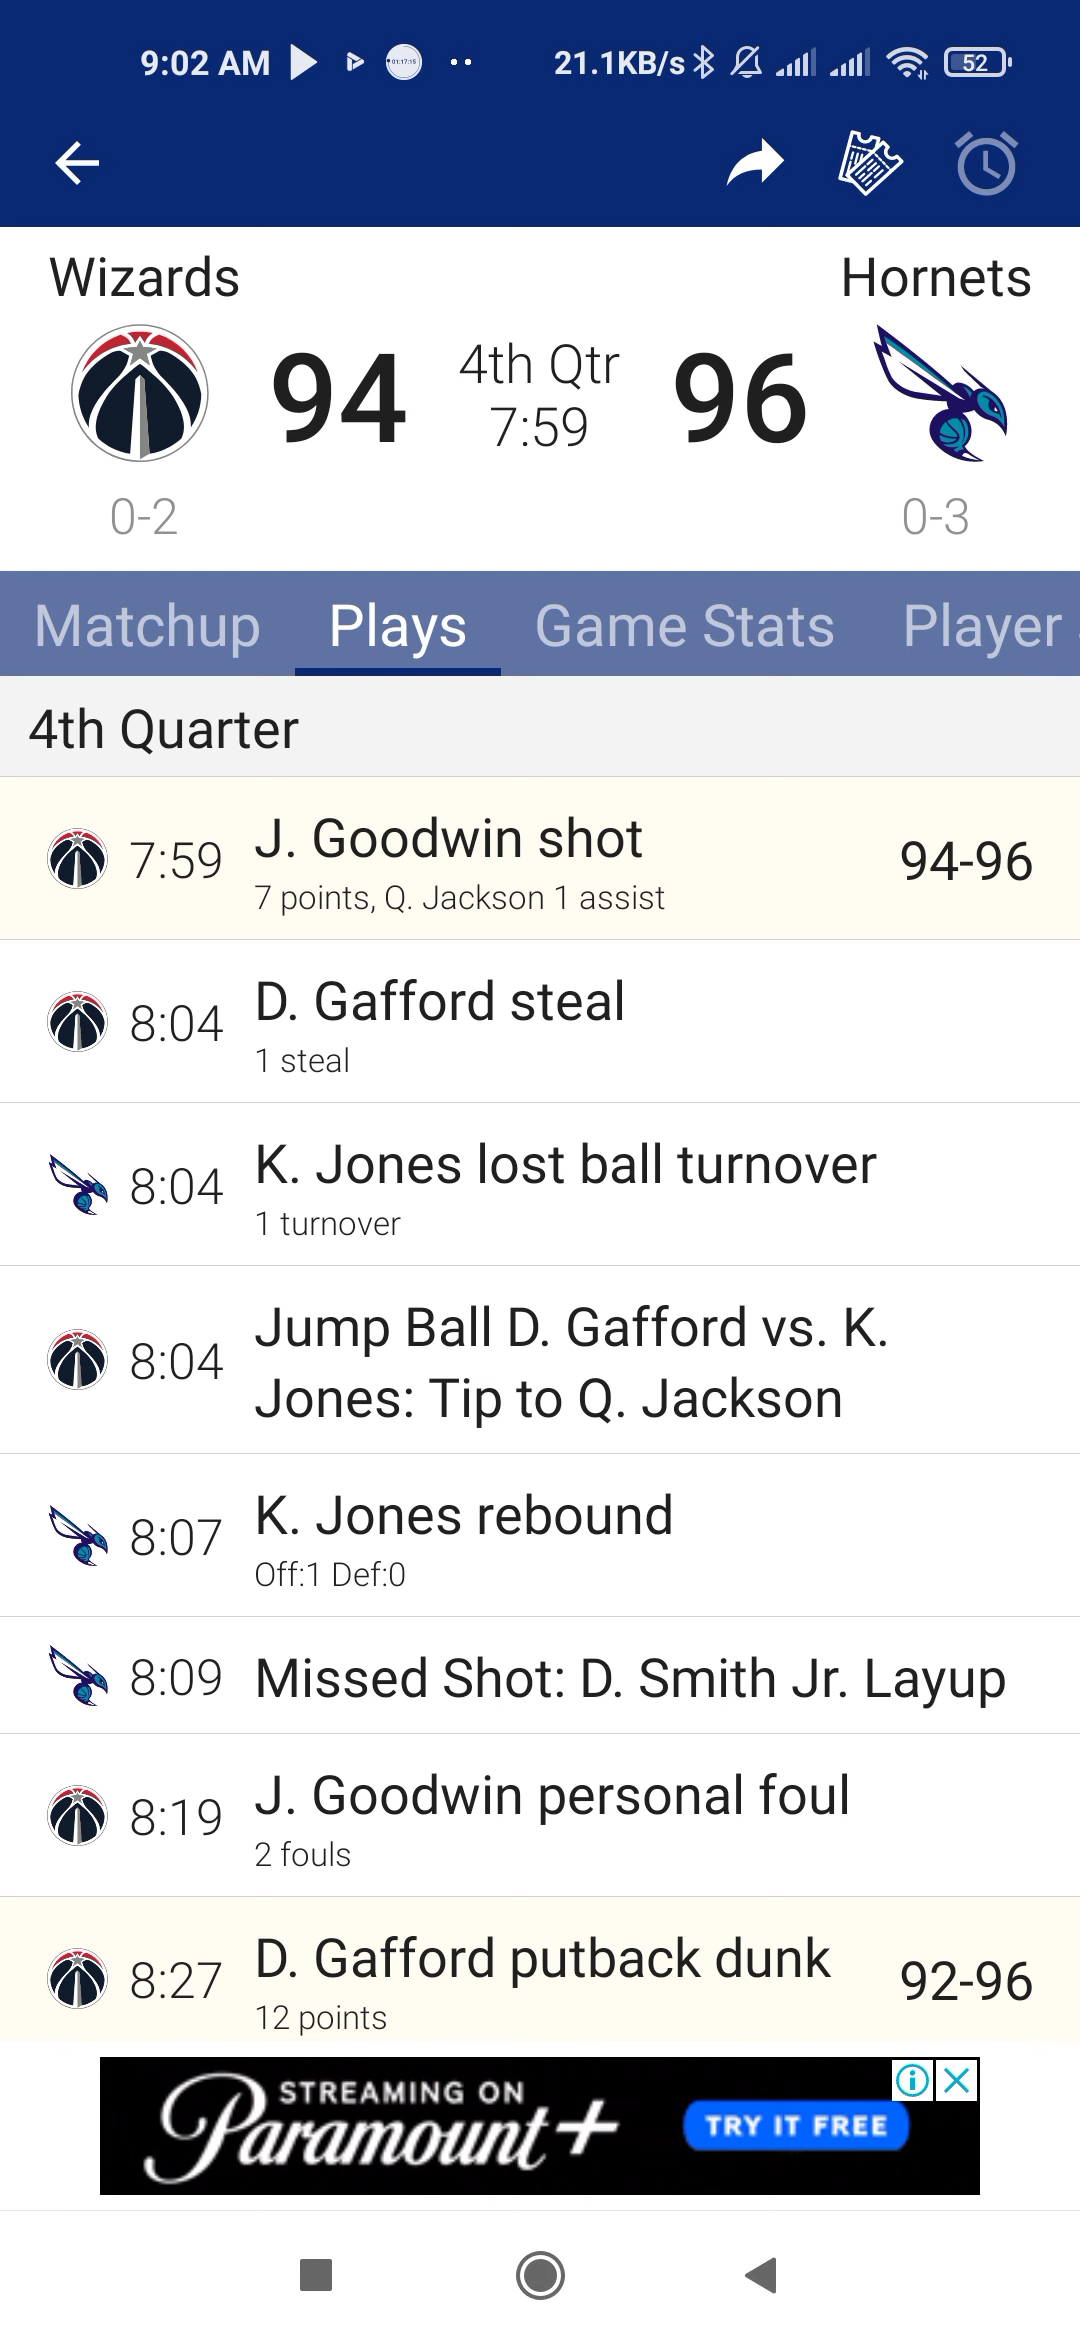 9:02 AM
01:17:15
21.1KB/s
52
Wizards
Hornets
94
4th Qtr
7:59
96
0-2
0-3
Matchup
Plays
Game Stats
Player
4th Quarter
7:59
J. Goodwin shot
7 points, Q. Jackson 1 assist
94-96
8:04
D. Gafford steal
1 steal
8:04
K. Jones lost ball turnover
1 turnover
8:04
Jump Ball D. Gafford vs. K.
Jones: Tip to Q. Jackson
8:07
K. Jones rebound
Off:1 Def:0
8:09
Missed Shot: D. Smith Jr. Layup
8:19
J. Goodwin personal foul
2 fouls
8:27
D. Gafford putback dunk
12 points
92-96
STREAMING ON
Paramount+
TRY IT FREE